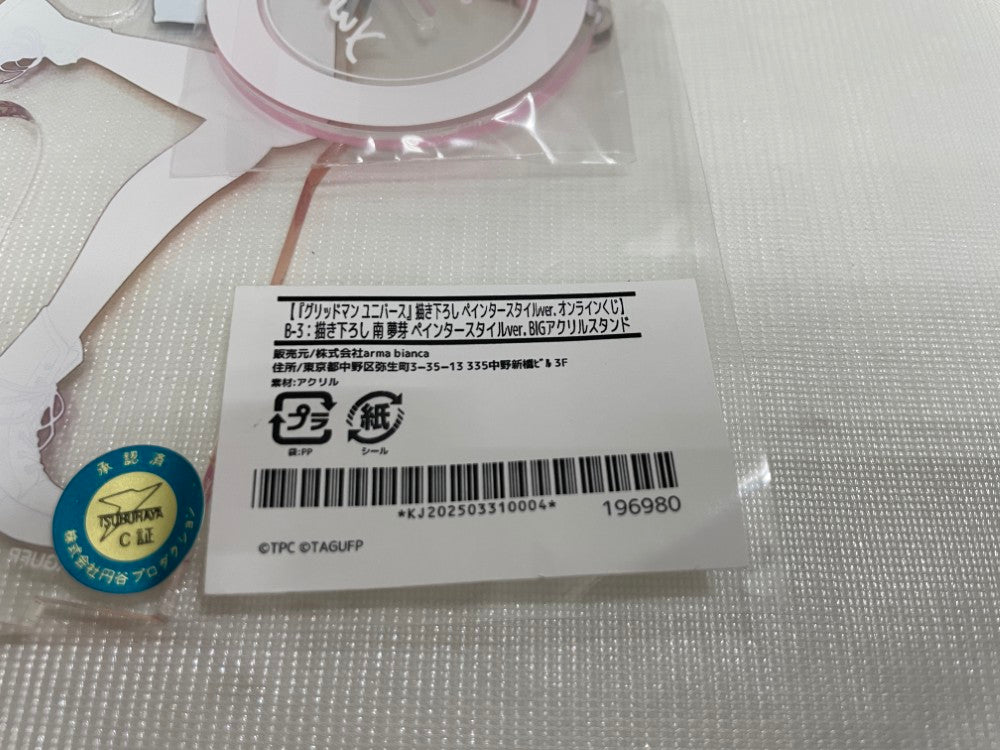 【『グリッドマン ユニバース』描き下ろし ペインタースタイルver. オンラインくじ】
B-3：描き下ろし 南 夢芽 ペインタースタイルver. BIGアクリルスタンド
販売元/株式会社arma bianca
住所/東京都中野区弥生町3-35-13 335中野新橋ビル 3F
素材:アクリル
プラ
紙
袋:PP
シール
*KJ202503310004*
196980
©TPC ©TAGUFP
承認済
TSUBURAYA
C 証
株式会社円谷プロダクション